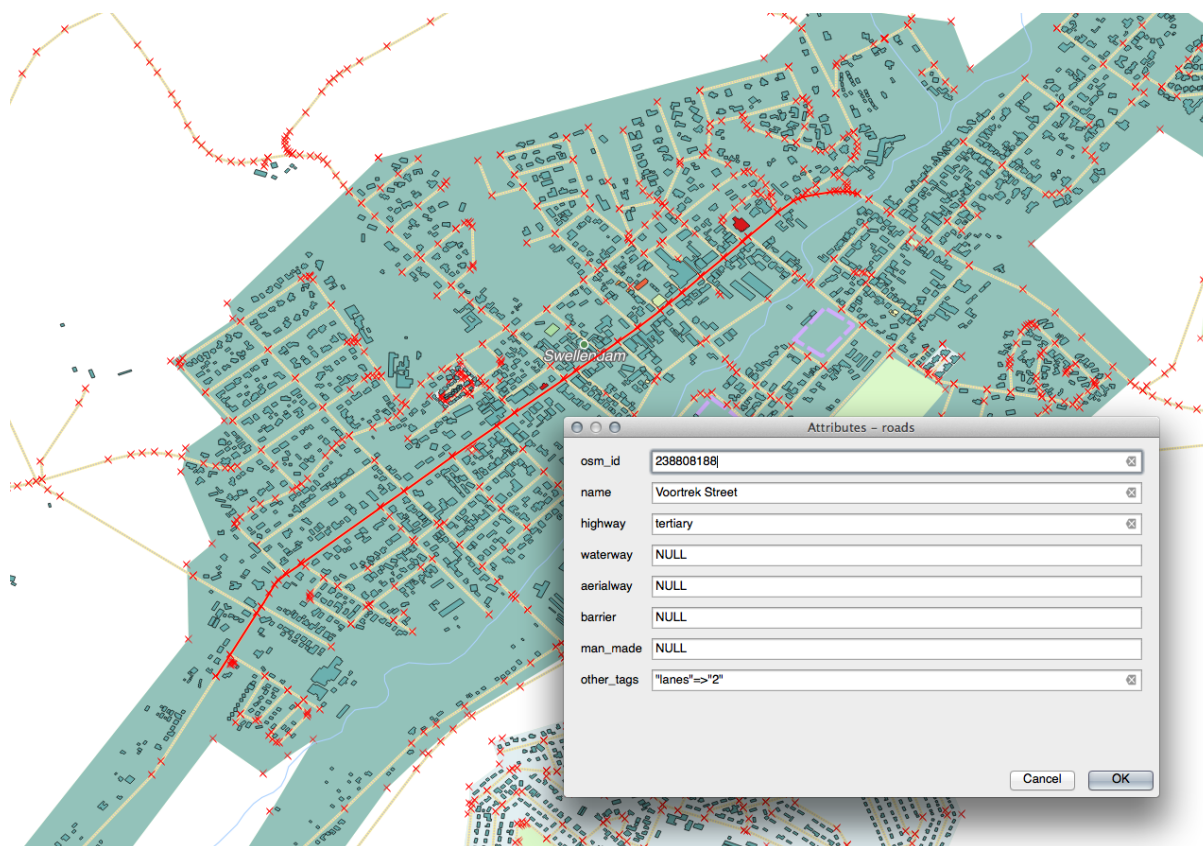 Swellendam
Attributes – roads
osm_id 238808188
name Voortrek Street
highway tertiary
waterway NULL
aerialway NULL
barrier NULL
man_made NULL
other_tags "lanes"=>"2"
Cancel OK